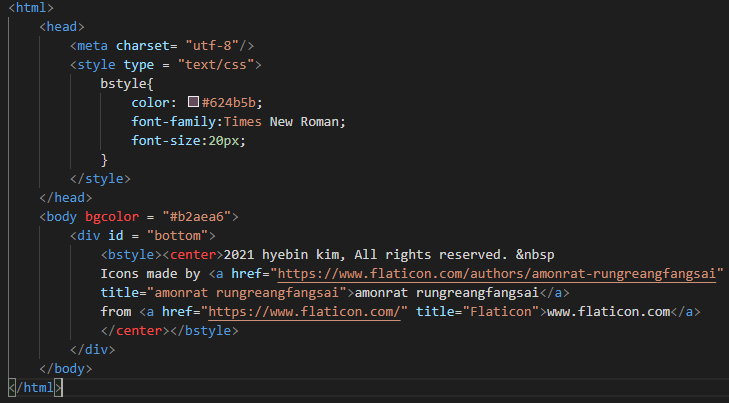 <html>
<head>
<meta charset= "utf-8"/>
<style type = "text/css">
bstyle{
color: #624b5b;
font-family:Times New Roman;
font-size:20px;
}
</style>
</head>
<body bgcolor = "#b2aea6">
<div id = "bottom">
<bstyle><center>2021 hyebin kim, All rights reserved. &nbsp
Icons made by <a href="https://www.flaticon.com/authors/amonrat-rungreangfangsai"
title="amonrat rungreangfangsai">amonrat rungreangfangsai</a>
from <a href="https://www.flaticon.com/" title="Flaticon">www.flaticon.com</a>
</center></bstyle>
</div>
</body>
</html>